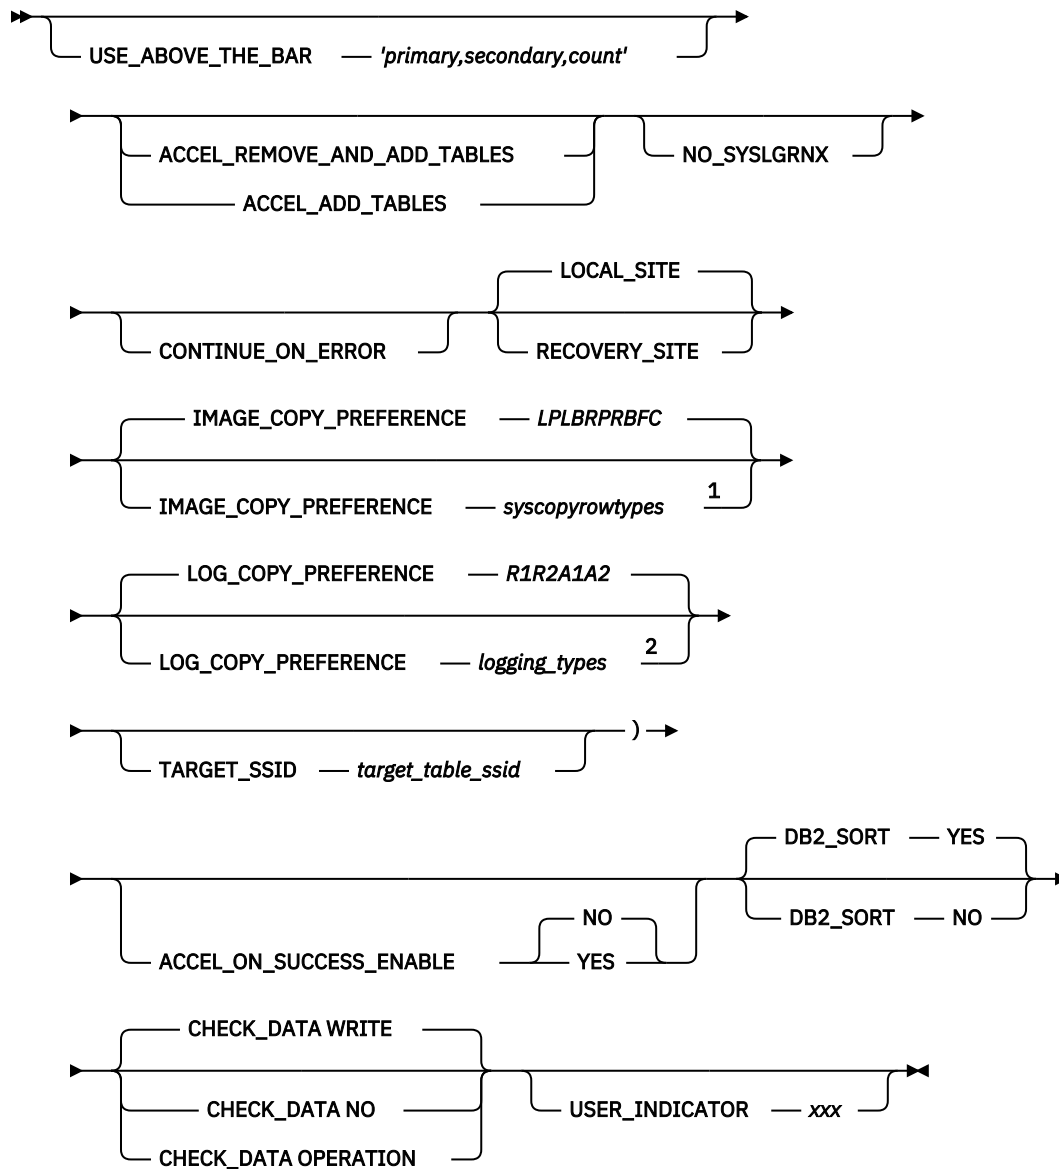 USE_ABOVE_THE_BAR 'primary,secondary,count'
ACCEL_REMOVE_AND_ADD_TABLES NO_SYSLGRNX
ACCEL_ADD_TABLES
LOCAL_SITE
CONTINUE_ON_ERROR RECOVERY_SITE
IMAGE_COPY_PREFERENCE LPLBRPRBFC
IMAGE_COPY_PREFERENCE syscopyrowtypes 1
LOG_COPY_PREFERENCE R1R2A1A2
LOG_COPY_PREFERENCE logging_types 2
)
TARGET_SSID target_table_ssid
DB2_SORT YES
NO DB2_SORT NO
ACCEL_ON_SUCCESS_ENABLE YES
CHECK_DATA WRITE
CHECK_DATA NO USER_INDICATOR xxx
CHECK_DATA OPERATION